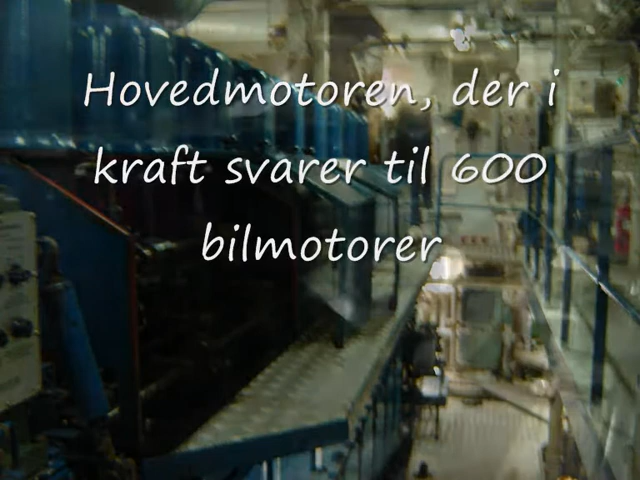 Hovedmotoren, der i
kraft svarer til 600
bilmotorer